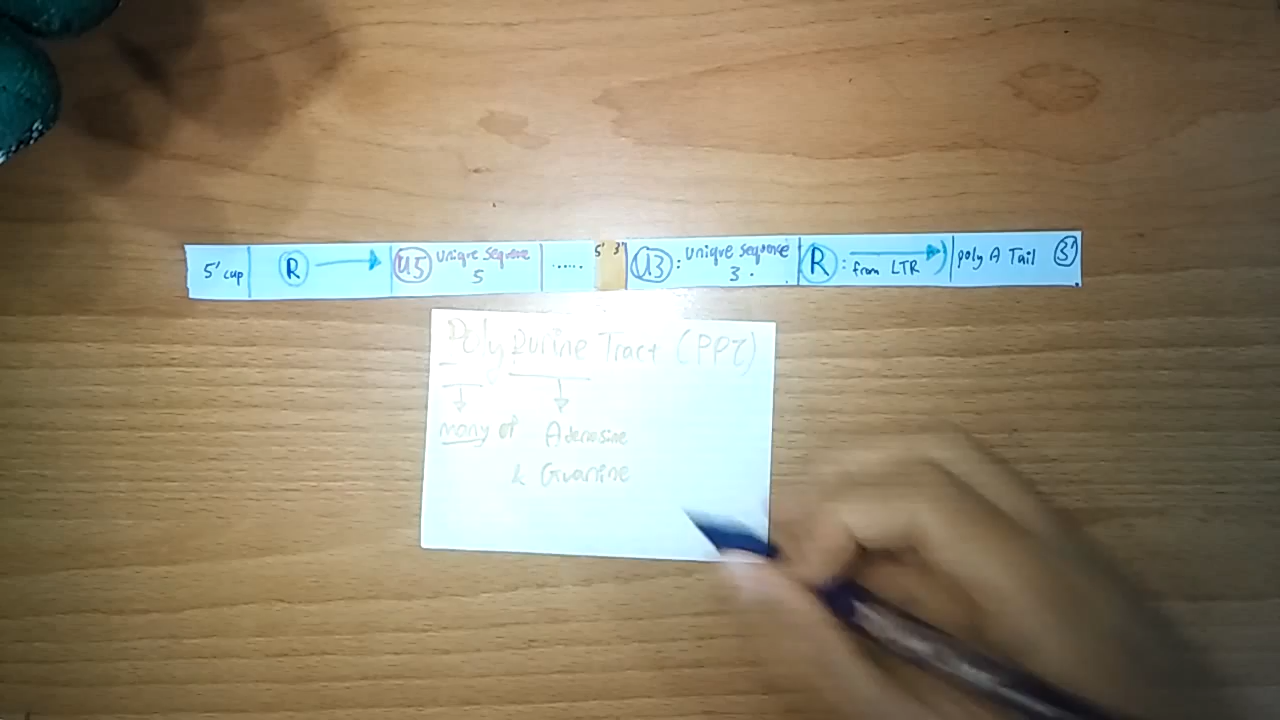 5' cap R U5 unique sequence 5 ...... 5' 3' U3 : unique sequence 3 . R : from LTR ) poly A Tail 3'
Poly purine Tract (PPT)
many of Adenosine
& Guanine